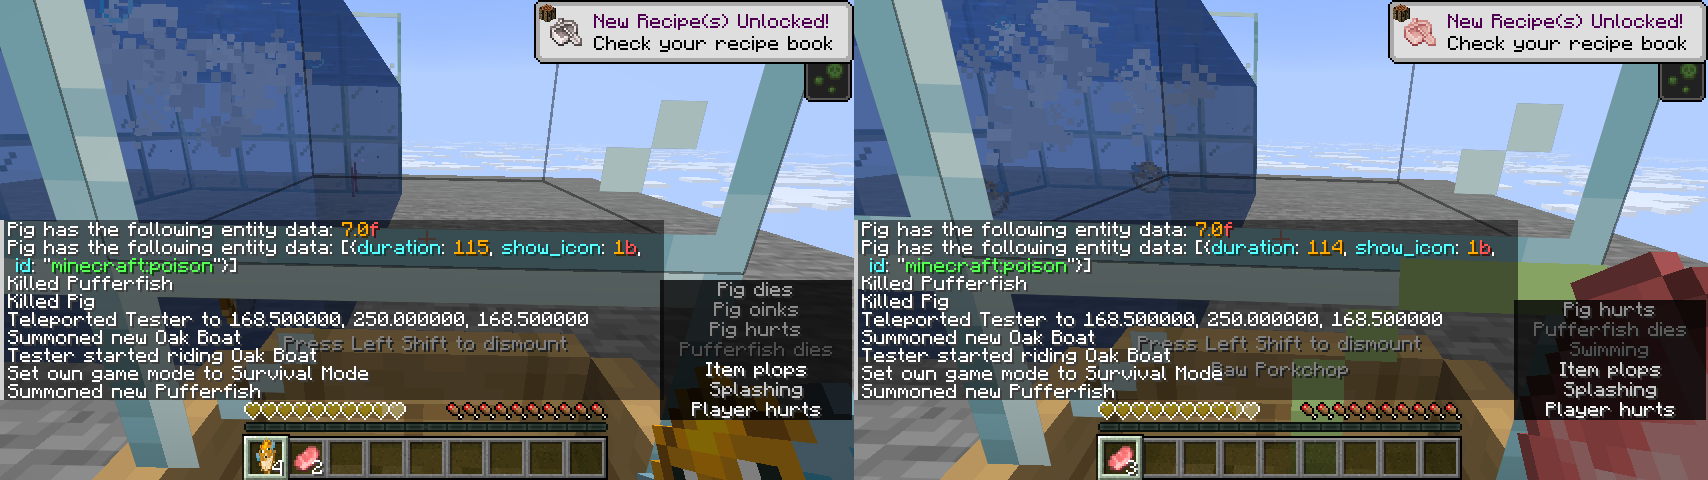 New Recipe(s) Unlocked!
Check your recipe book
Pig has the following entity data: 7.0f
Pig has the following entity data: [{duration: 115, show_icon: 1b,
id: "minecraft:poison"}]
Killed Pufferfish
Killed Pig
Teleported Tester to 168.500000, 250.000000, 168.500000
Summoned new Oak Boat
Tester started riding Oak Boat
Set own game mode to Survival Mode
Summoned new Pufferfish
Press Left Shift to dismount
Pig dies
Pig oinks
Pig hurts
Pufferfish dies
Item plops
Splashing
Player hurts
4
2
New Recipe(s) Unlocked!
Check your recipe book
Pig has the following entity data: 7.0f
Pig has the following entity data: [{duration: 114, show_icon: 1b,
id: "minecraft:poison"}]
Killed Pufferfish
Killed Pig
Teleported Tester to 168.500000, 250.000000, 168.500000
Summoned new Oak Boat
Tester started riding Oak Boat
Set own game mode to Survival Mode
Summoned new Pufferfish
Press Left Shift to dismount
Raw Porkchop
Pig hurts
Pufferfish dies
Swimming
Item plops
Splashing
Player hurts
3